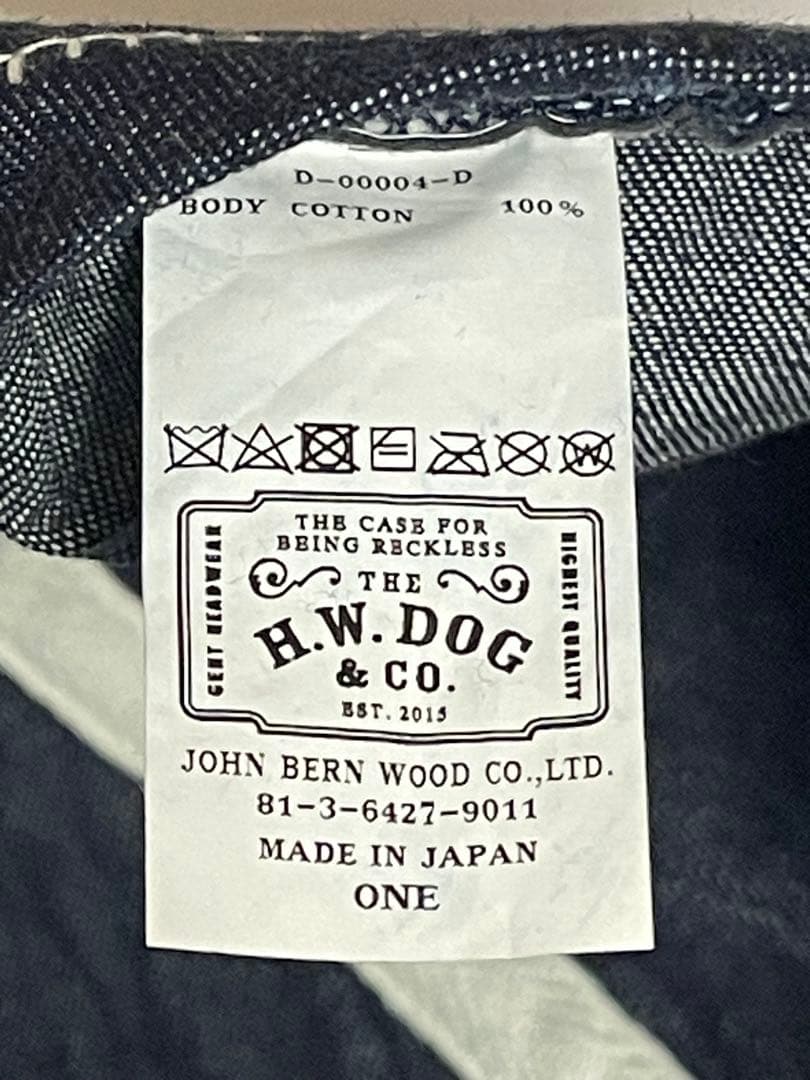 D-00004-D
BODY COTTON 100%
W
THE CASE FOR
BEING RECKLESS
THE
H.W.DOG
& CO.
EST. 2015
GENT HEADWEAR
HIGHEST QUALITY
JOHN BERN WOOD CO.,LTD.
81-3-6427-9011
MADE IN JAPAN
ONE